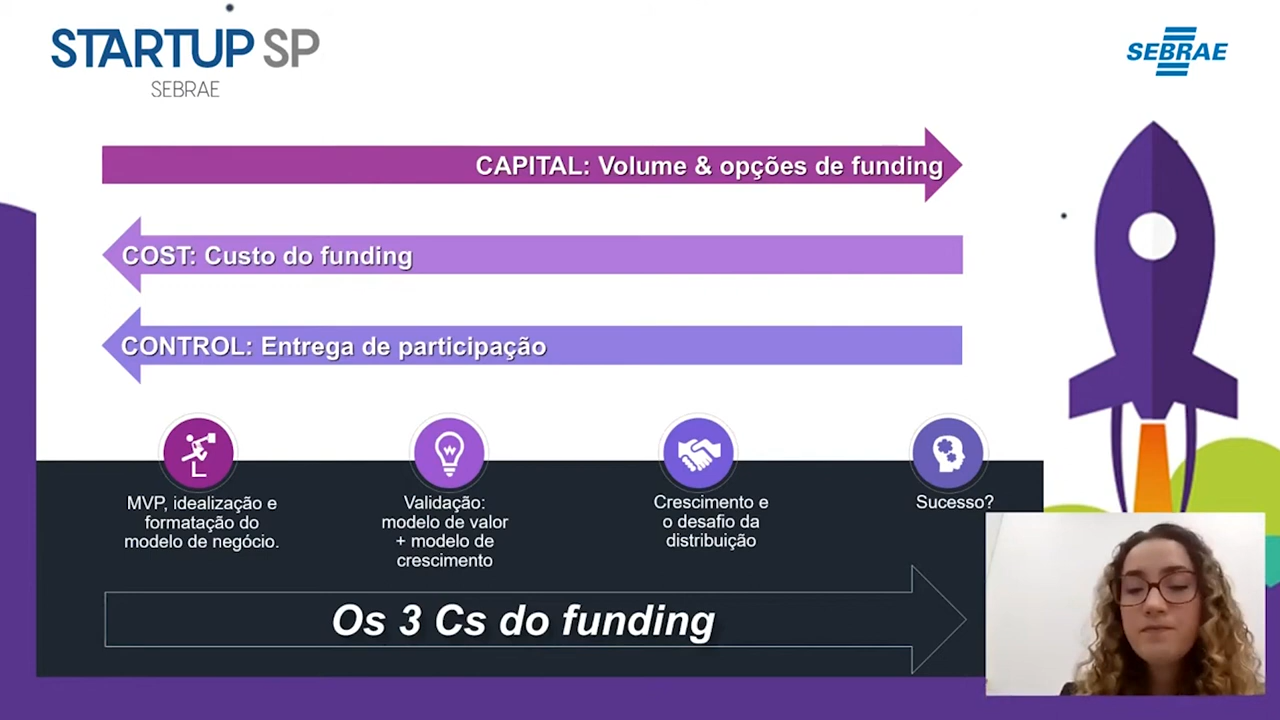 STARTUP SP
SEBRAE
SEBRAE
CAPITAL: Volume & opções de funding
COST: Custo do funding
CONTROL: Entrega de participação
MVP, idealização e
formatação do
modelo de negócio.
Validação:
modelo de valor
+ modelo de
crescimento
Crescimento e
o desafio da
distribuição
Sucesso?
Os 3 Cs do funding